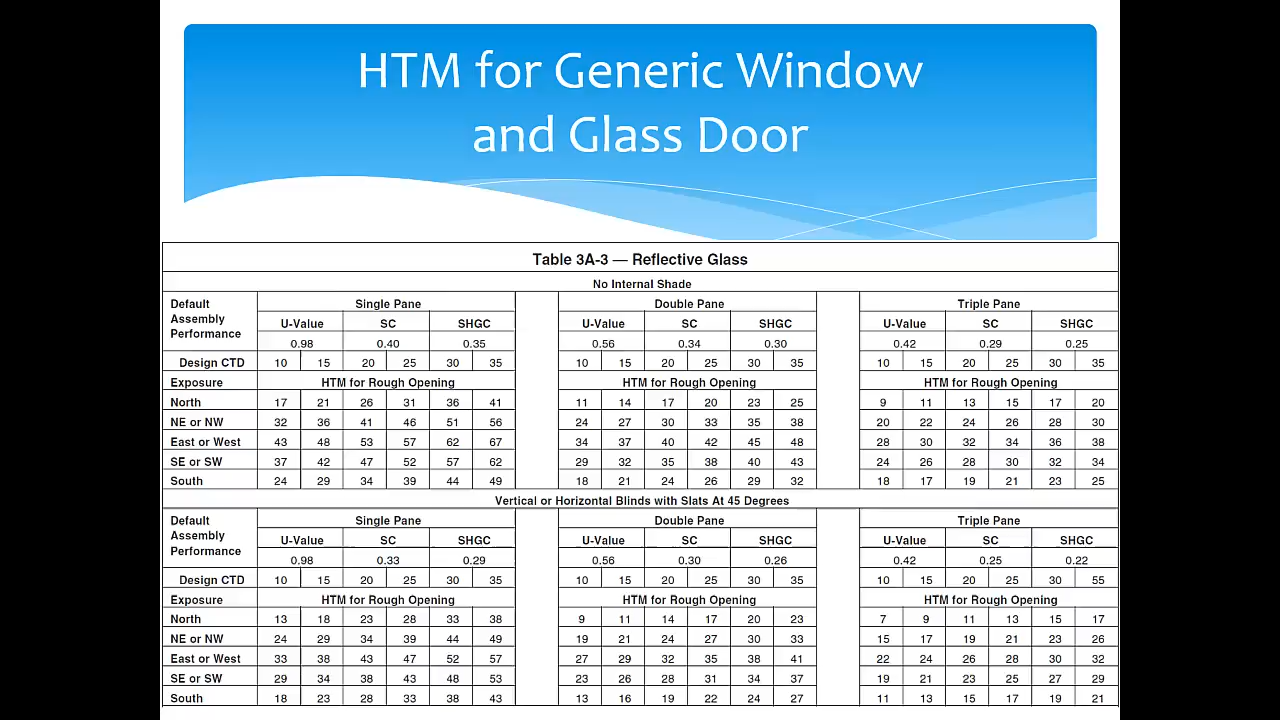 HTM for Generic Window
and Glass Door
Table 3A-3 — Reflective Glass
No Internal Shade
Default Assembly Performance Single Pane Double Pane Triple Pane
U-Value SC SHGC U-Value SC SHGC U-Value SC SHGC
0.98 0.40 0.35 0.56 0.34 0.30 0.42 0.29 0.25
Design CTD 10 15 20 25 30 35 10 15 20 25 30 35 10 15 20 25 30 35
Exposure HTM for Rough Opening HTM for Rough Opening HTM for Rough Opening
North 17 21 26 31 36 41 11 14 17 20 23 25 9 11 13 15 17 20
NE or NW 32 36 41 46 51 56 24 27 30 33 35 38 20 22 24 26 28 30
East or West 43 48 53 57 62 67 34 37 40 42 45 48 28 30 32 34 36 38
SE or SW 37 42 47 52 57 62 29 32 35 38 40 43 24 26 28 30 32 34
South 24 29 34 39 44 49 18 21 24 26 29 32 18 17 19 21 23 25
Vertical or Horizontal Blinds with Slats At 45 Degrees
Default Assembly Performance Single Pane Double Pane Triple Pane
U-Value SC SHGC U-Value SC SHGC U-Value SC SHGC
0.98 0.33 0.29 0.56 0.30 0.26 0.42 0.25 0.22
Design CTD 10 15 20 25 30 35 10 15 20 25 30 35 10 15 20 25 30 55
Exposure HTM for Rough Opening HTM for Rough Opening HTM for Rough Opening
North 13 18 23 28 33 38 9 11 14 17 20 23 7 9 11 13 15 17
NE or NW 24 29 34 39 44 49 19 21 24 27 30 33 15 17 19 21 23 26
East or West 33 38 43 47 52 57 27 29 32 35 38 41 22 24 26 28 30 32
SE or SW 29 34 38 43 48 53 23 26 28 31 34 37 19 21 23 25 27 29
South 18 23 28 33 38 43 13 16 19 22 24 27 11 13 15 17 19 21